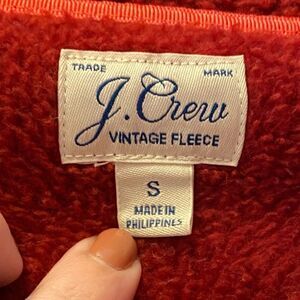 TRADE MARK
J.Crew
VINTAGE FLEECE
S
MADE IN
PHILIPPINES